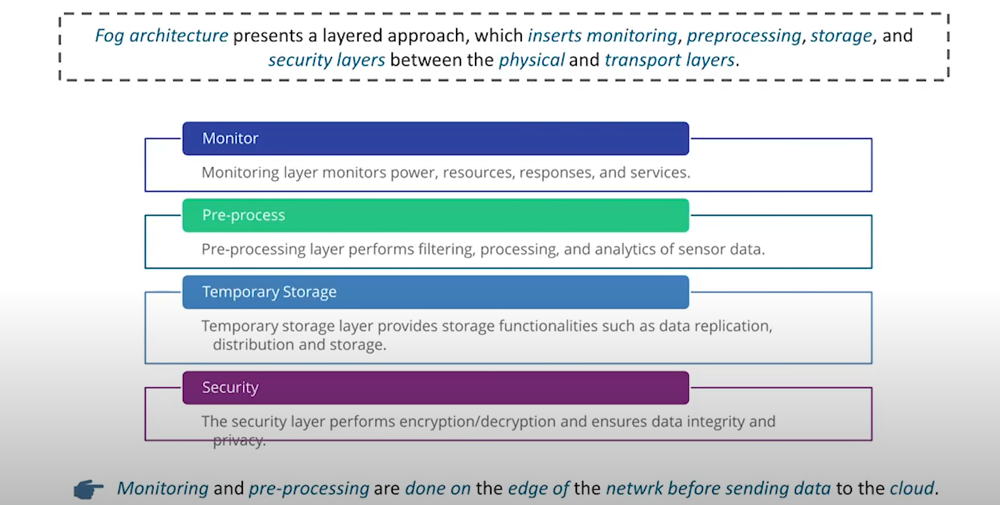 Fog architecture presents a layered approach, which inserts monitoring, preprocessing, storage, and
security layers between the physical and transport layers.
Monitor
Monitoring layer monitors power, resources, responses, and services.
Pre-process
Pre-processing layer performs filtering, processing, and analytics of sensor data.
Temporary Storage
Temporary storage layer provides storage functionalities such as data replication,
distribution and storage.
Security
The security layer performs encryption/decryption and ensures data integrity and
privacy.
Monitoring and pre-processing are done on the edge of the netwrk before sending data to the cloud.